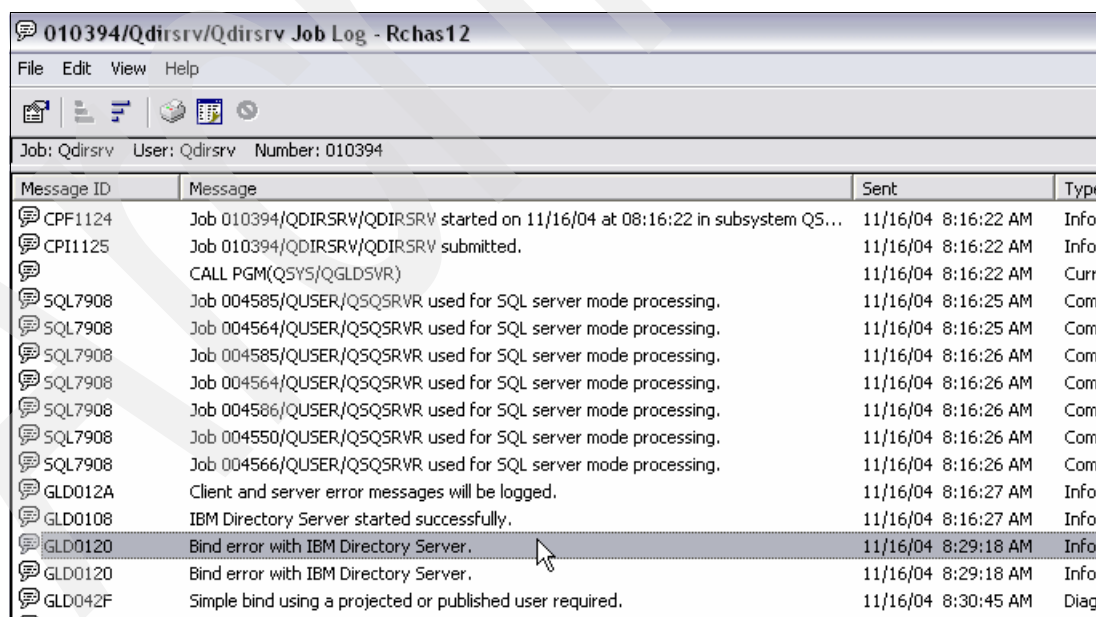 010394/Qdirsrv/Qdirsrv Job Log - Rchas12
File Edit View Help
Job: Qdirsrv User: Qdirsrv Number: 010394
Message ID Message Sent Type
CPF1124 Job 010394/QDIRSRV/QDIRSRV started on 11/16/04 at 08:16:22 in subsystem QS... 11/16/04 8:16:22 AM Info
CPI1125 Job 010394/QDIRSRV/QDIRSRV submitted. 11/16/04 8:16:22 AM Info
CALL PGM(QSYS/QGLDSVR) 11/16/04 8:16:22 AM Curr
SQL7908 Job 004585/QUSER/QSQSRVR used for SQL server mode processing. 11/16/04 8:16:25 AM Com
SQL7908 Job 004564/QUSER/QSQSRVR used for SQL server mode processing. 11/16/04 8:16:25 AM Com
SQL7908 Job 004585/QUSER/QSQSRVR used for SQL server mode processing. 11/16/04 8:16:26 AM Com
SQL7908 Job 004564/QUSER/QSQSRVR used for SQL server mode processing. 11/16/04 8:16:26 AM Com
SQL7908 Job 004586/QUSER/QSQSRVR used for SQL server mode processing. 11/16/04 8:16:26 AM Com
SQL7908 Job 004550/QUSER/QSQSRVR used for SQL server mode processing. 11/16/04 8:16:26 AM Com
SQL7908 Job 004566/QUSER/QSQSRVR used for SQL server mode processing. 11/16/04 8:16:26 AM Com
GLD012A Client and server error messages will be logged. 11/16/04 8:16:27 AM Info
GLD0108 IBM Directory Server started successfully. 11/16/04 8:16:27 AM Info
GLD0120 Bind error with IBM Directory Server. 11/16/04 8:29:18 AM Info
GLD0120 Bind error with IBM Directory Server. 11/16/04 8:29:18 AM Info
GLD042F Simple bind using a projected or published user required. 11/16/04 8:30:45 AM Diag